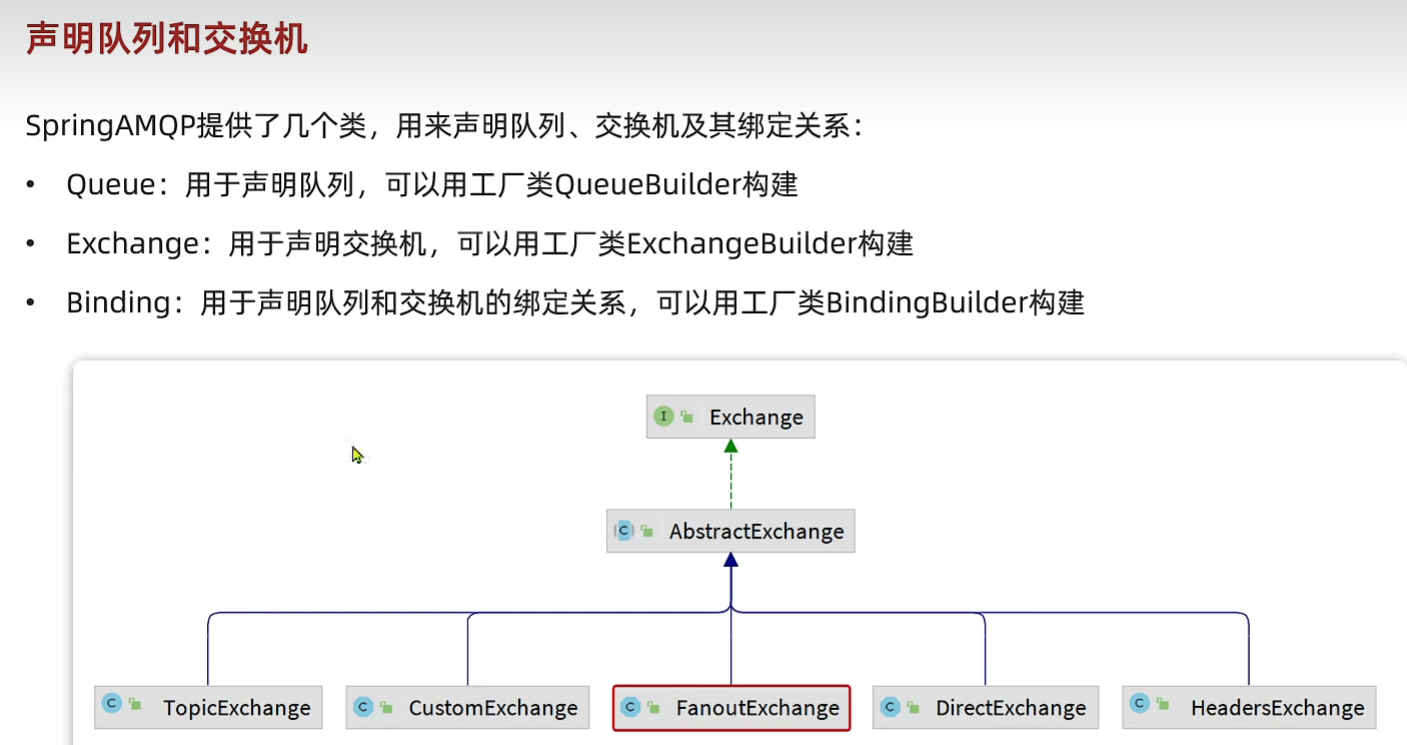 声明队列和交换机
SpringAMQP提供了几个类，用来声明队列、交换机及其绑定关系：
• Queue：用于声明队列，可以用工厂类QueueBuilder构建
• Exchange：用于声明交换机，可以用工厂类ExchangeBuilder构建
• Binding：用于声明队列和交换机的绑定关系，可以用工厂类BindingBuilder构建
I Exchange
C AbstractExchange
C TopicExchange
C CustomExchange
C FanoutExchange
C DirectExchange
C HeadersExchange